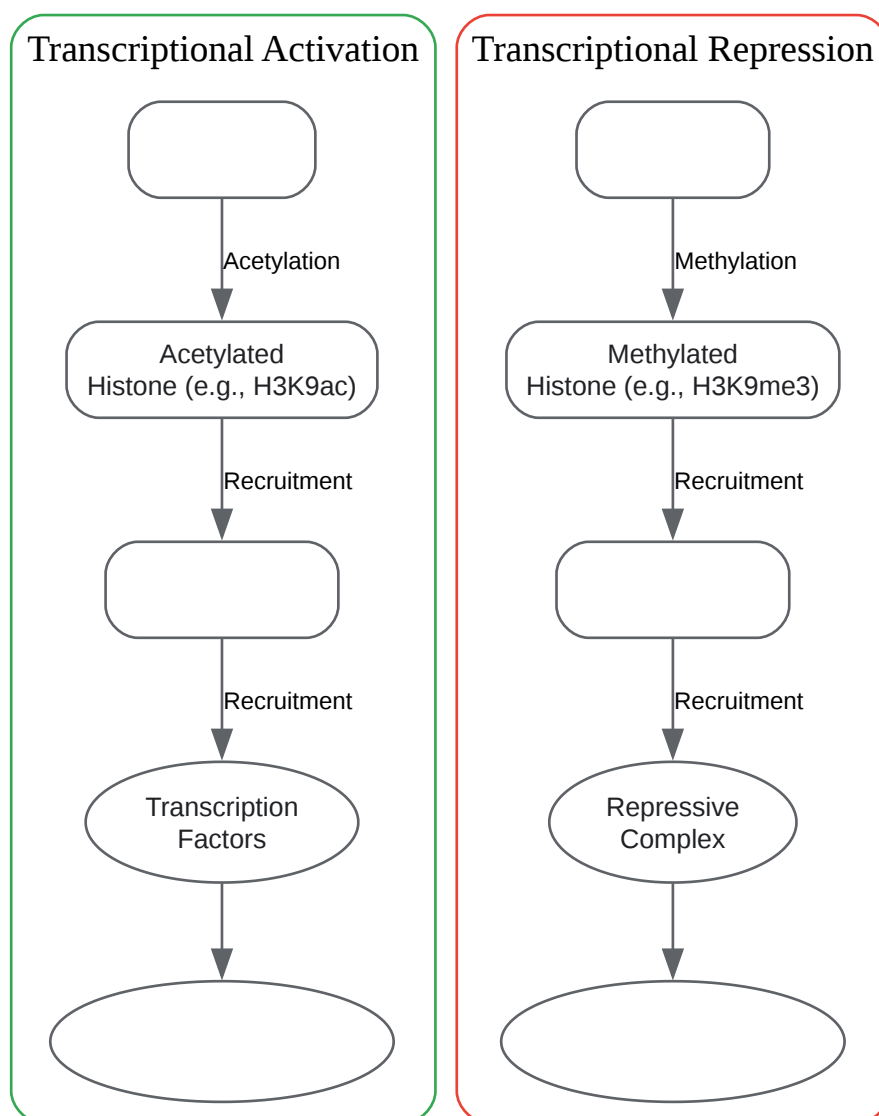 Transcriptional Activation
Acetylation
Acetylated
Histone (e.g., H3K9ac)
Recruitment
Recruitment
Transcription
Factors
Transcriptional Repression
Methylation
Methylated
Histone (e.g., H3K9me3)
Recruitment
Recruitment
Repressive
Complex